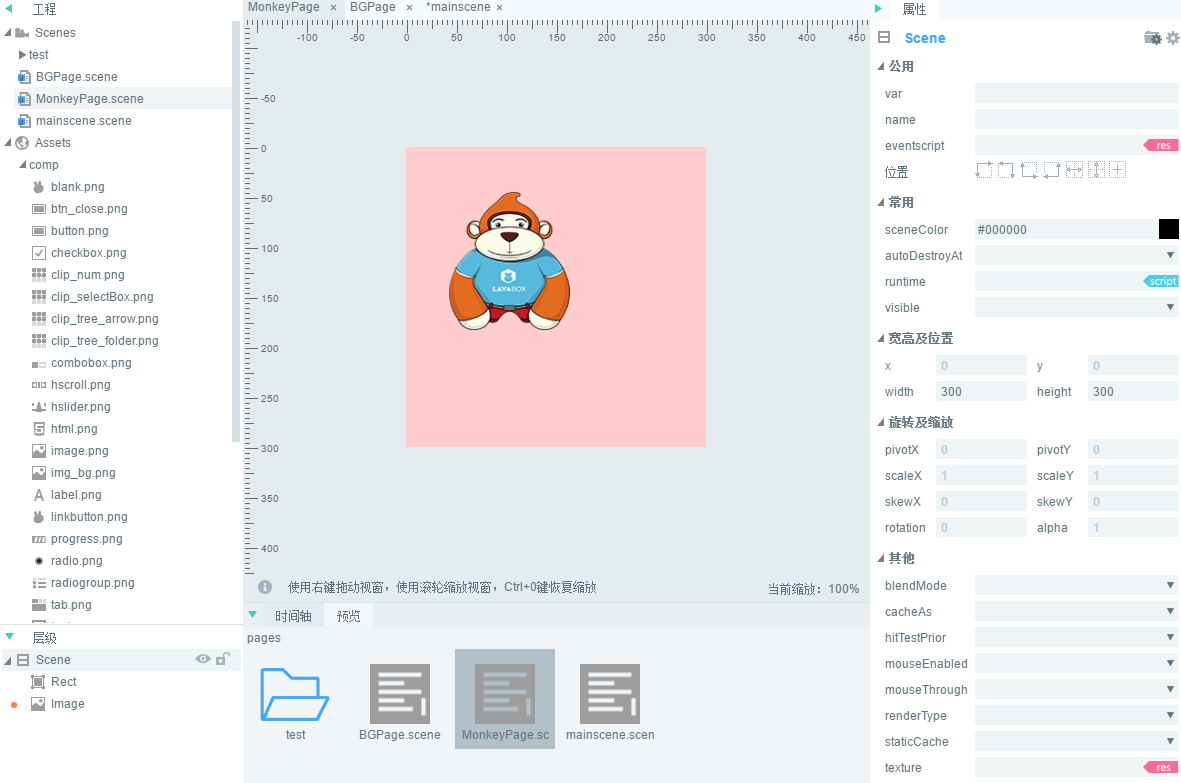 工程
Scenes
test
BGPage.scene
MonkeyPage.scene
mainscene.scene
Assets
comp
blank.png
btn_close.png
button.png
checkbox.png
clip_num.png
clip_selectBox.png
clip_tree_arrow.png
clip_tree_folder.png
combobox.png
hscroll.png
hslider.png
html.png
image.png
img_bg.png
label.png
linkbutton.png
progress.png
radio.png
radiogroup.png
tab.png
层级
Scene
Rect
Image
MonkeyPage × BGPage × *mainscene ×
-100 -50 0 50 100 150 200 250 300 350 400 450
-50
0
50
100
150
200
250
300
350
400
LAYABOX
使用右键拖动视窗，使用滚轮缩放视窗，Ctrl+0键恢复缩放 当前缩放：100%
时间轴 预览
pages
test BGPage.scene MonkeyPage.sc mainscene.scen
属性
Scene
公用
var
name
eventscript res
位置
常用
sceneColor #000000
autoDestroyAt
runtime script
visible
宽高及位置
x 0 y 0
width 300 height 300
旋转及缩放
pivotX 0 pivotY 0
scaleX 1 scaleY 1
skewX 0 skewY 0
rotation 0 alpha 1
其他
blendMode
cacheAs
hitTestPrior
mouseEnabled
mouseThrough
renderType
staticCache
texture res